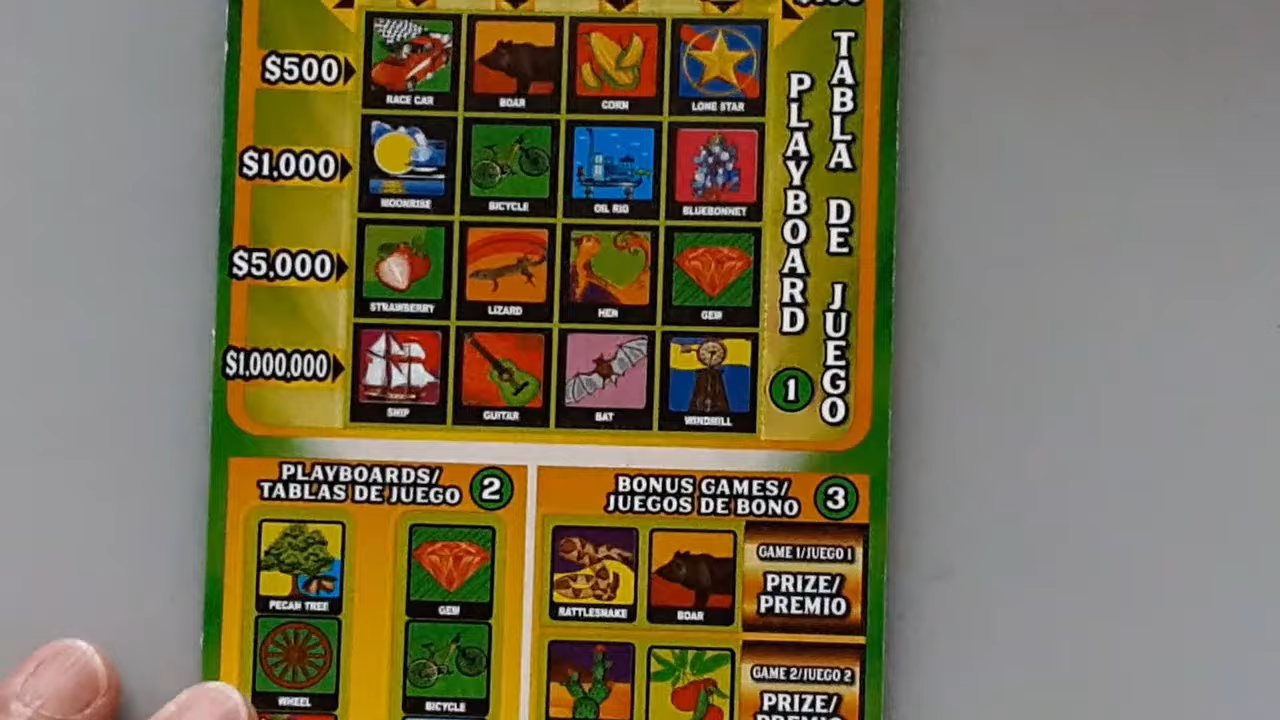 $500
RACE CAR
BOAR
CORN
LONE STAR
$1,000
MOONRISE
BICYCLE
OIL RIG
BLUEBONNET
$5,000
STRAWBERRY
LIZARD
HEN
GEM
$1,000,000
SHIP
GUITAR
BAT
WINDMILL
PLAYBOARD
TABLA DE JUEGO
1
PLAYBOARDS/
TABLAS DE JUEGO
2
PECAN TREE
GEM
WHEEL
BICYCLE
BONUS GAMES/
JUEGOS DE BONO
3
RATTLESNAKE
BOAR
GAME 1/JUEGO 1
PRIZE/
PREMIO
GAME 2/JUEGO 2
PRIZE/
PREMIO